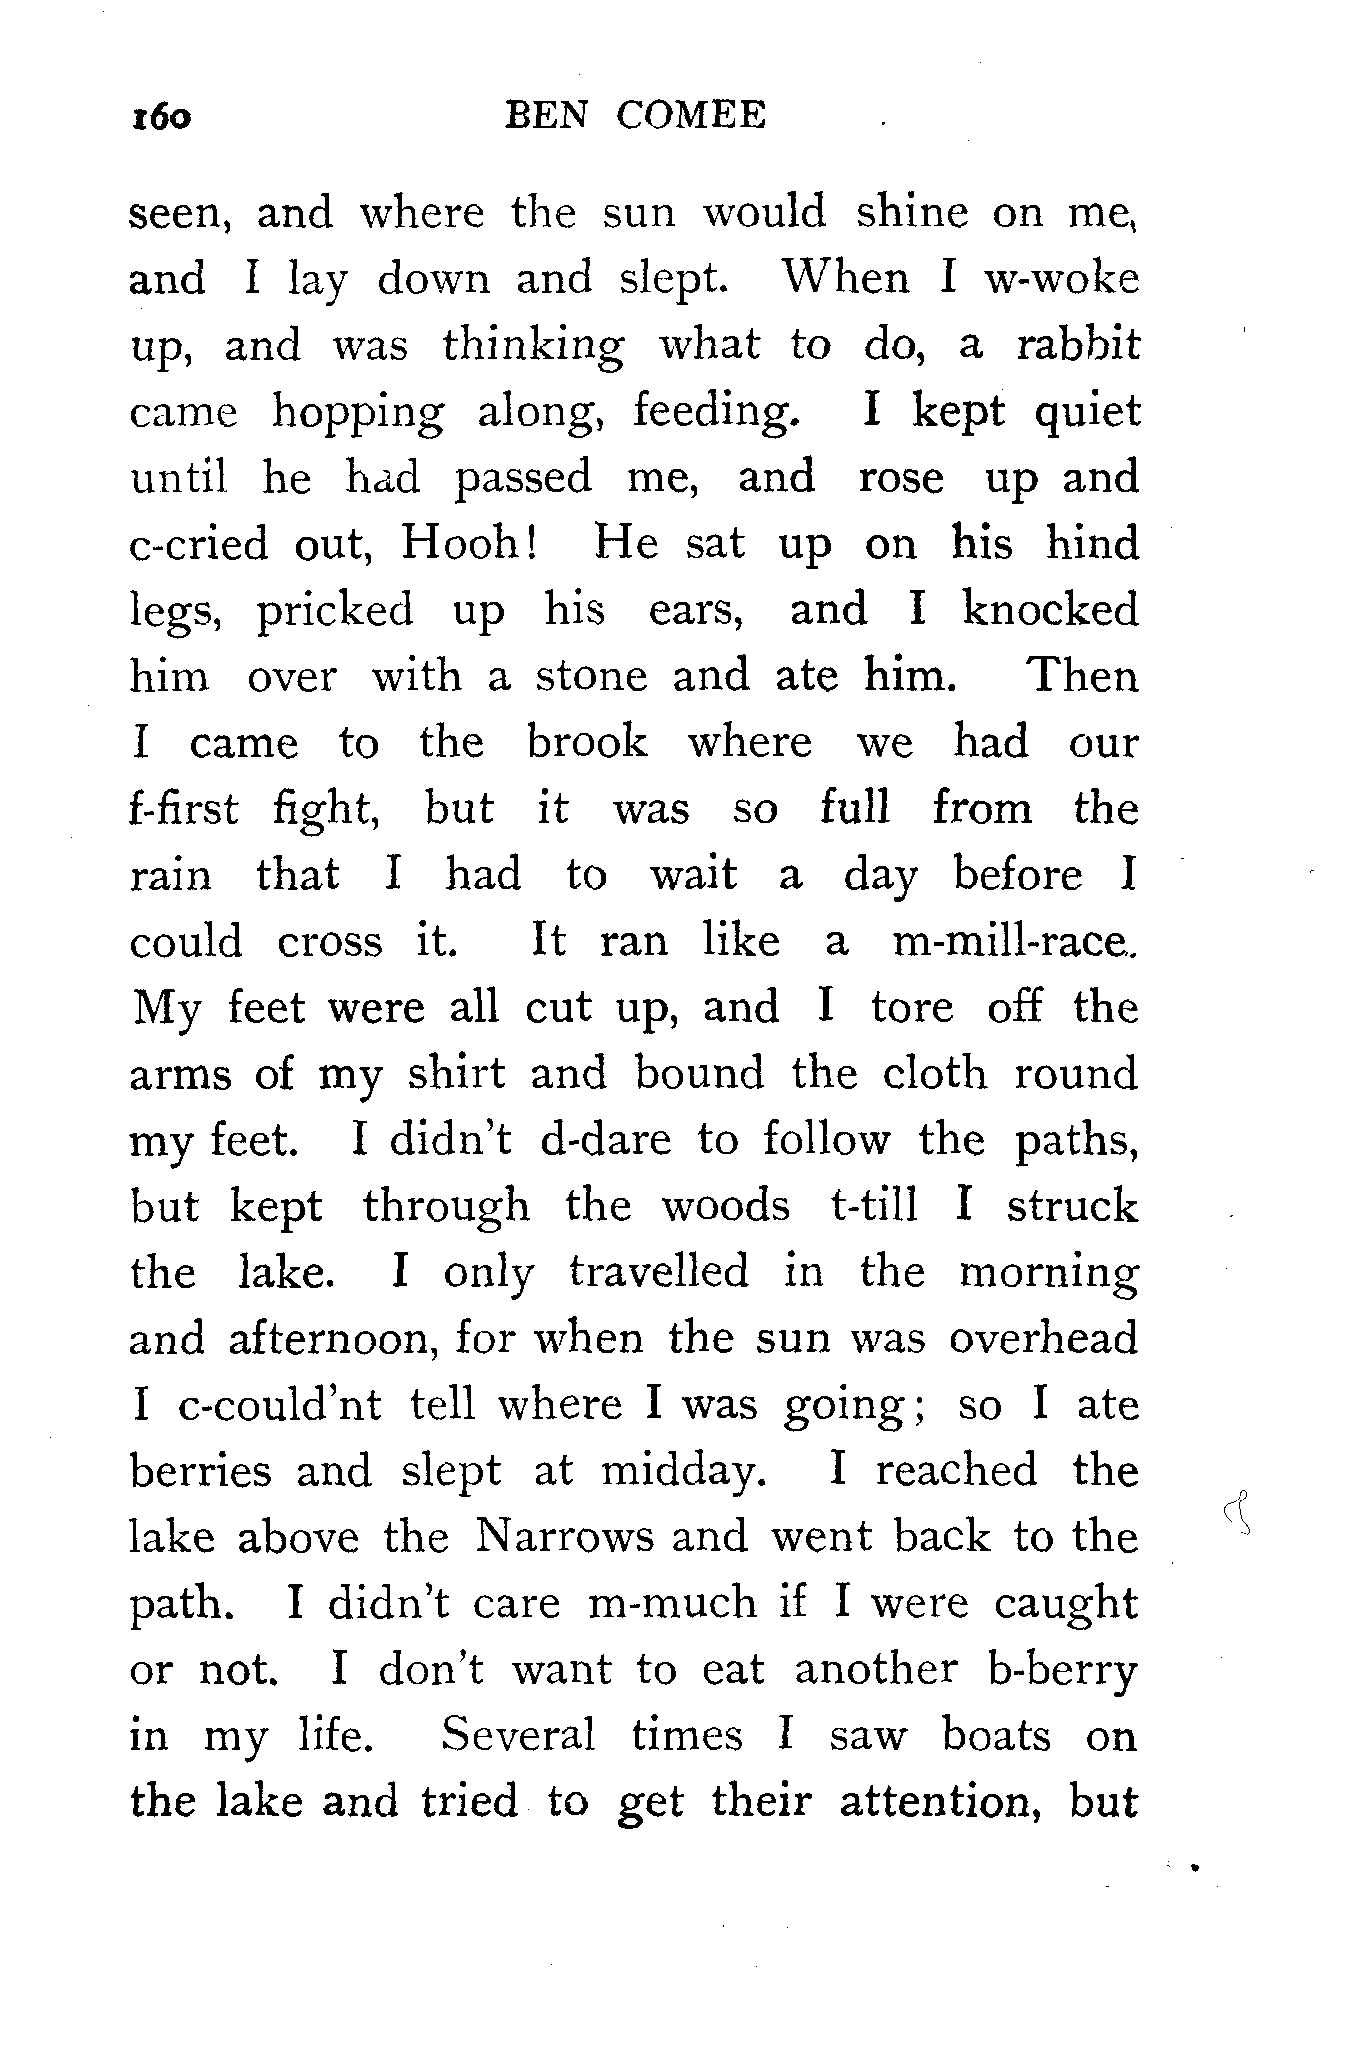 160 BEN COMEE
seen, and where the sun would shine on me,
and I lay down and slept. When I w-woke
up, and was thinking what to do, a rabbit
came hopping along, feeding. I kept quiet
until he had passed me, and rose up and
c-cried out, Hooh! He sat up on his hind
legs, pricked up his ears, and I knocked
him over with a stone and ate him. Then
I came to the brook where we had our
f-first fight, but it was so full from the
rain that I had to wait a day before I
could cross it. It ran like a m-mill-race.
My feet were all cut up, and I tore off the
arms of my shirt and bound the cloth round
my feet. I didn't d-dare to follow the paths,
but kept through the woods t-till I struck
the lake. I only travelled in the morning
and afternoon, for when the sun was overhead
I c-could'nt tell where I was going; so I ate
berries and slept at midday. I reached the
lake above the Narrows and went back to the
path. I didn't care m-much if I were caught
or not. I don't want to eat another b-berry
in my life. Several times I saw boats on
the lake and tried to get their attention, but